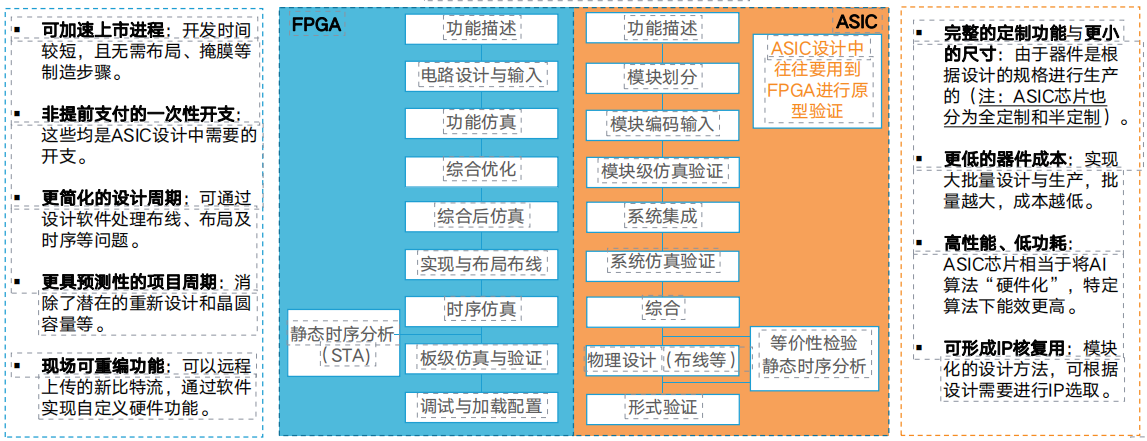 ▪ 可加速上市进程：开发时间
较短，且无需布局、掩膜等
制造步骤。
▪ 非提前支付的一次性开支：
这些均是ASIC设计中需要的
开支。
▪ 更简化的设计周期：可通过
设计软件处理布线、布局及
时序等问题。
▪ 更具预测性的项目周期：消
除了潜在的重新设计和晶圆
容量等。
▪ 现场可重编功能：可以远程
上传的新比特流，通过软件
实现自定义硬件功能。
FPGA
功能描述
电路设计与输入
功能仿真
综合优化
综合后仿真
实现与布局布线
时序仿真
静态时序分析
（STA）
板级仿真与验证
调试与加载配置
ASIC
功能描述
模块划分
模块编码输入
模块级仿真验证
系统集成
系统仿真验证
综合
物理设计（布线等）
形式验证
ASIC设计中
往往要用到
FPGA进行原
型验证
等价性检验
静态时序分析
▪ 完整的定制功能与更小
的尺寸：由于器件是根
据设计的规格进行生产
的（注：ASIC芯片也
分为全定制和半定制）。
▪ 更低的器件成本：实现
大批量设计与生产，批
量越大，成本越低。
▪ 高性能、低功耗：
ASIC芯片相当于将AI
算法“硬件化”，特定
算法下能效更高。
▪ 可形成IP核复用：模块
化的设计方法，可根据
设计需要进行IP选取。